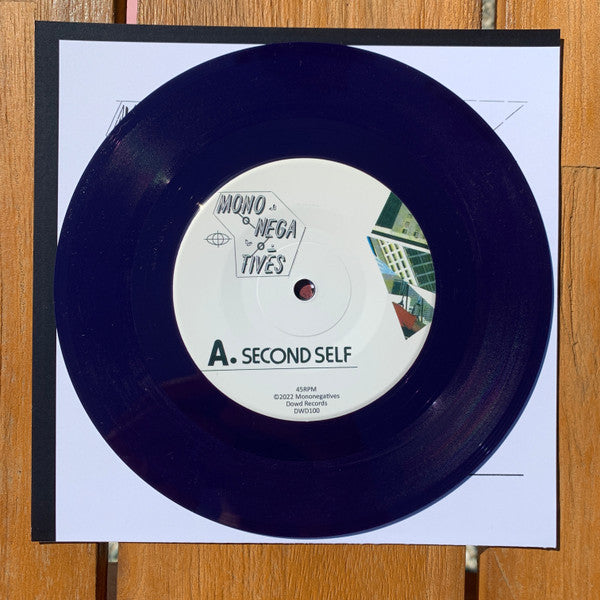 MONO
NEGA
TIVES
A. SECOND SELF
45RPM
©2022 Mononegatives
Dowd Records
DWD100